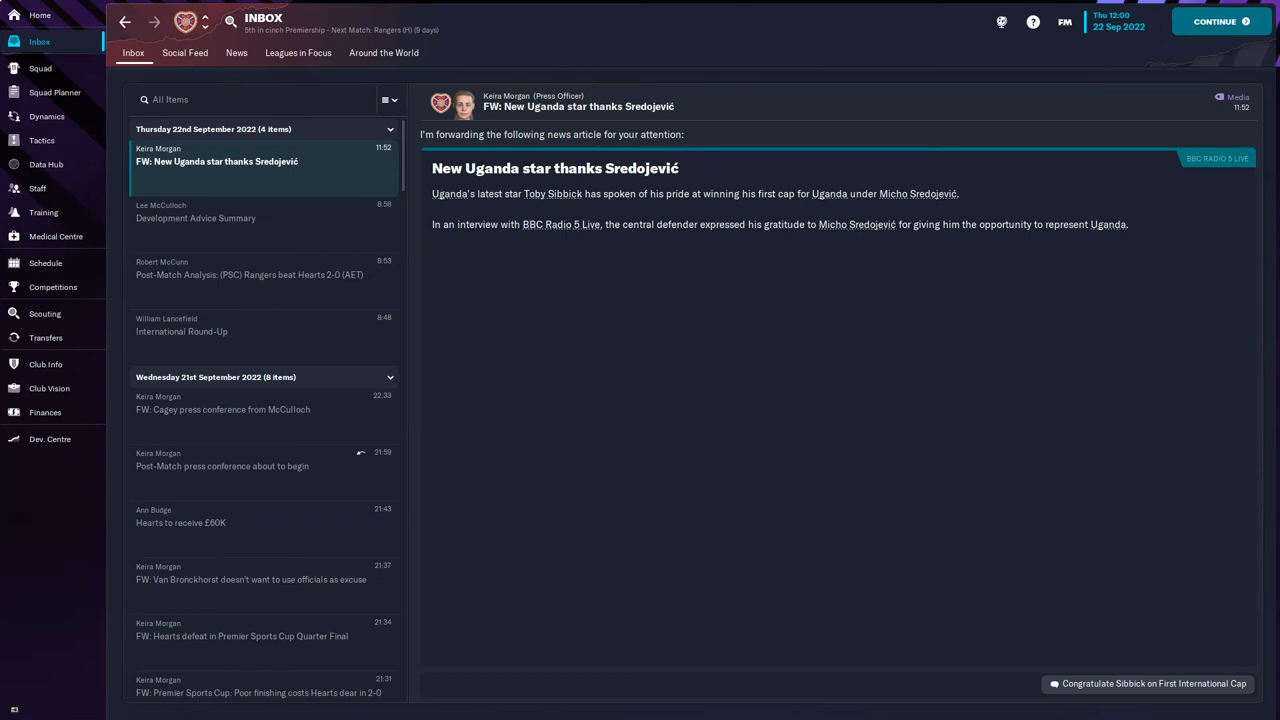 Home
Inbox
Squad
Squad Planner
Dynamics
Tactics
Data Hub
Staff
Training
Medical Centre
Schedule
Competitions
Scouting
Transfers
Club Info
Club Vision
Finances
Dev. Centre
INBOX
5th in cinch Premiership - Next Match: Rangers (H) (9 days)
FM
Thu 12:00
22 Sep 2022
CONTINUE
Inbox
Social Feed
News
Leagues in Focus
Around the World
All Items
Thursday 22nd September 2022 (4 items)
Keira Morgan 11:52
FW: New Uganda star thanks Sredojević
Lee McCulloch 8:58
Development Advice Summary
Robert McCunn 8:53
Post-Match Analysis: (PSC) Rangers beat Hearts 2-0 (AET)
William Lancefield 8:48
International Round-Up
Wednesday 21st September 2022 (8 items)
Keira Morgan 22:33
FW: Cagey press conference from McCulloch
Keira Morgan 21:59
Post-Match press conference about to begin
Ann Budge 21:43
Hearts to receive £60K
Keira Morgan 21:37
FW: Van Bronckhorst doesn't want to use officials as excuse
Keira Morgan 21:34
FW: Hearts defeat in Premier Sports Cup Quarter Final
Keira Morgan 21:31
FW: Premier Sports Cup: Poor finishing costs Hearts dear in 2-0
Keira Morgan (Press Officer)
FW: New Uganda star thanks Sredojević
Media
11:52
I'm forwarding the following news article for your attention:
BBC RADIO 5 LIVE
New Uganda star thanks Sredojević
Uganda's latest star Toby Sibbick has spoken of his pride at winning his first cap for Uganda under Micho Sredojević.
In an interview with BBC Radio 5 Live, the central defender expressed his gratitude to Micho Sredojević for giving him the opportunity to represent Uganda.
Congratulate Sibbick on First International Cap